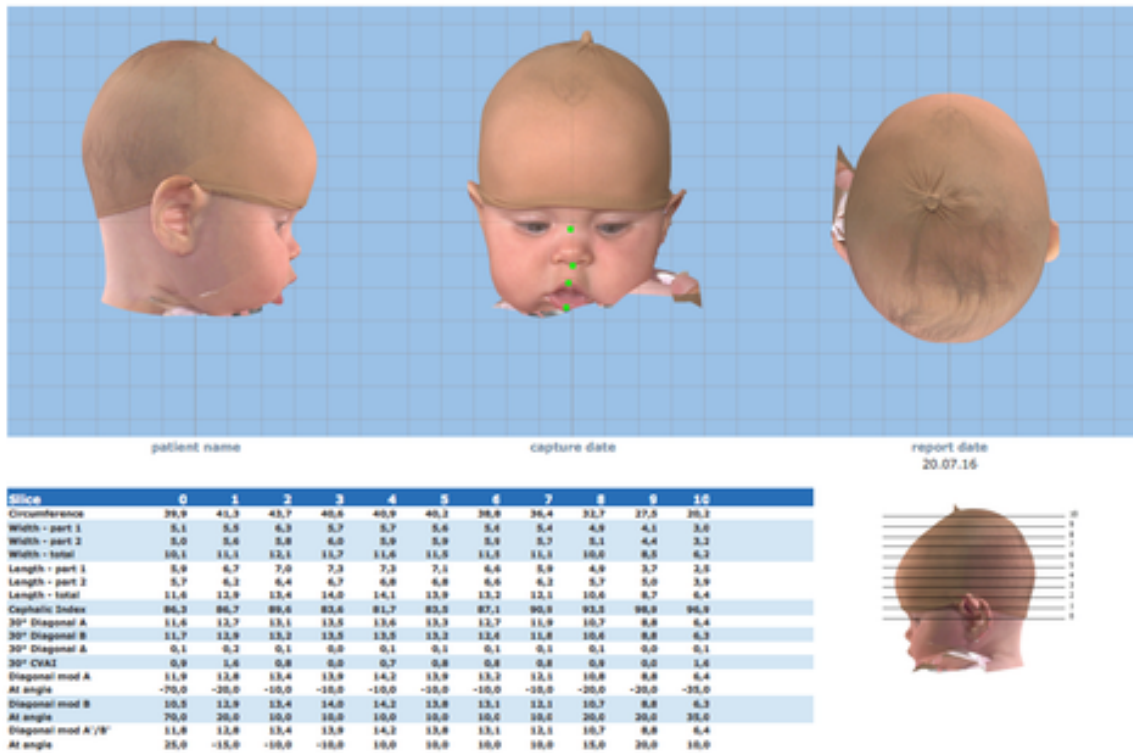 patient name capture date report date
20.07.16
Slice 0 1 2 3 4 5 6 7 8 9 10
Circumference 39,9 41,3 43,7 40,6 40,9 40,2 38,8 36,4 32,7 27,5 20,2
Width - part 1 5,1 5,5 6,3 5,7 5,7 5,6 5,6 5,4 4,9 4,1 3,0
Width - part 2 5,0 5,6 5,8 6,0 5,9 5,9 5,9 5,7 5,1 4,4 3,2
Width - total 10,1 11,1 12,1 11,7 11,6 11,5 11,5 11,1 10,0 8,5 6,2
Length - part 1 5,9 6,7 7,0 7,3 7,3 7,1 6,6 5,9 4,9 3,7 2,5
Length - part 2 5,7 6,2 6,4 6,7 6,8 6,8 6,6 6,2 5,7 5,0 3,9
Length - total 11,6 12,9 13,4 14,0 14,1 13,9 13,2 12,1 10,6 8,7 6,4
Cephalic Index 86,3 86,7 89,6 83,6 81,7 83,5 87,1 90,8 93,5 98,9 96,9
30° Diagonal A 11,6 12,7 13,1 13,5 13,6 13,3 12,7 11,9 10,7 8,8 6,4
30° Diagonal B 11,7 12,9 13,2 13,5 13,5 13,2 12,6 11,8 10,6 8,8 6,3
30° Diagonal Δ 0,1 0,2 0,1 0,0 0,1 0,1 0,1 0,1 0,1 0,0 0,1
30° CVAI 0,9 1,6 0,8 0,0 0,7 0,8 0,8 0,8 0,9 0,0 1,6
Diagonal mod A 11,9 12,8 13,4 13,9 14,2 13,9 13,2 12,1 10,8 8,8 6,4
At angle -70,0 -20,0 -10,0 -10,0 -10,0 -10,0 -10,0 -10,0 -20,0 -20,0 -35,0
Diagonal mod B 10,5 12,9 13,4 14,0 14,2 13,8 13,1 12,1 10,7 8,8 6,3
At angle 70,0 20,0 10,0 10,0 10,0 10,0 10,0 10,0 20,0 20,0 35,0
Diagonal mod A'/B' 11,8 12,8 13,4 13,9 14,2 13,8 13,1 12,1 10,7 8,8 6,4
At angle 25,0 -15,0 -10,0 -10,0 10,0 10,0 10,0 10,0 15,0 20,0 10,0
10
9
8
7
6
5
4
3
2
1
0